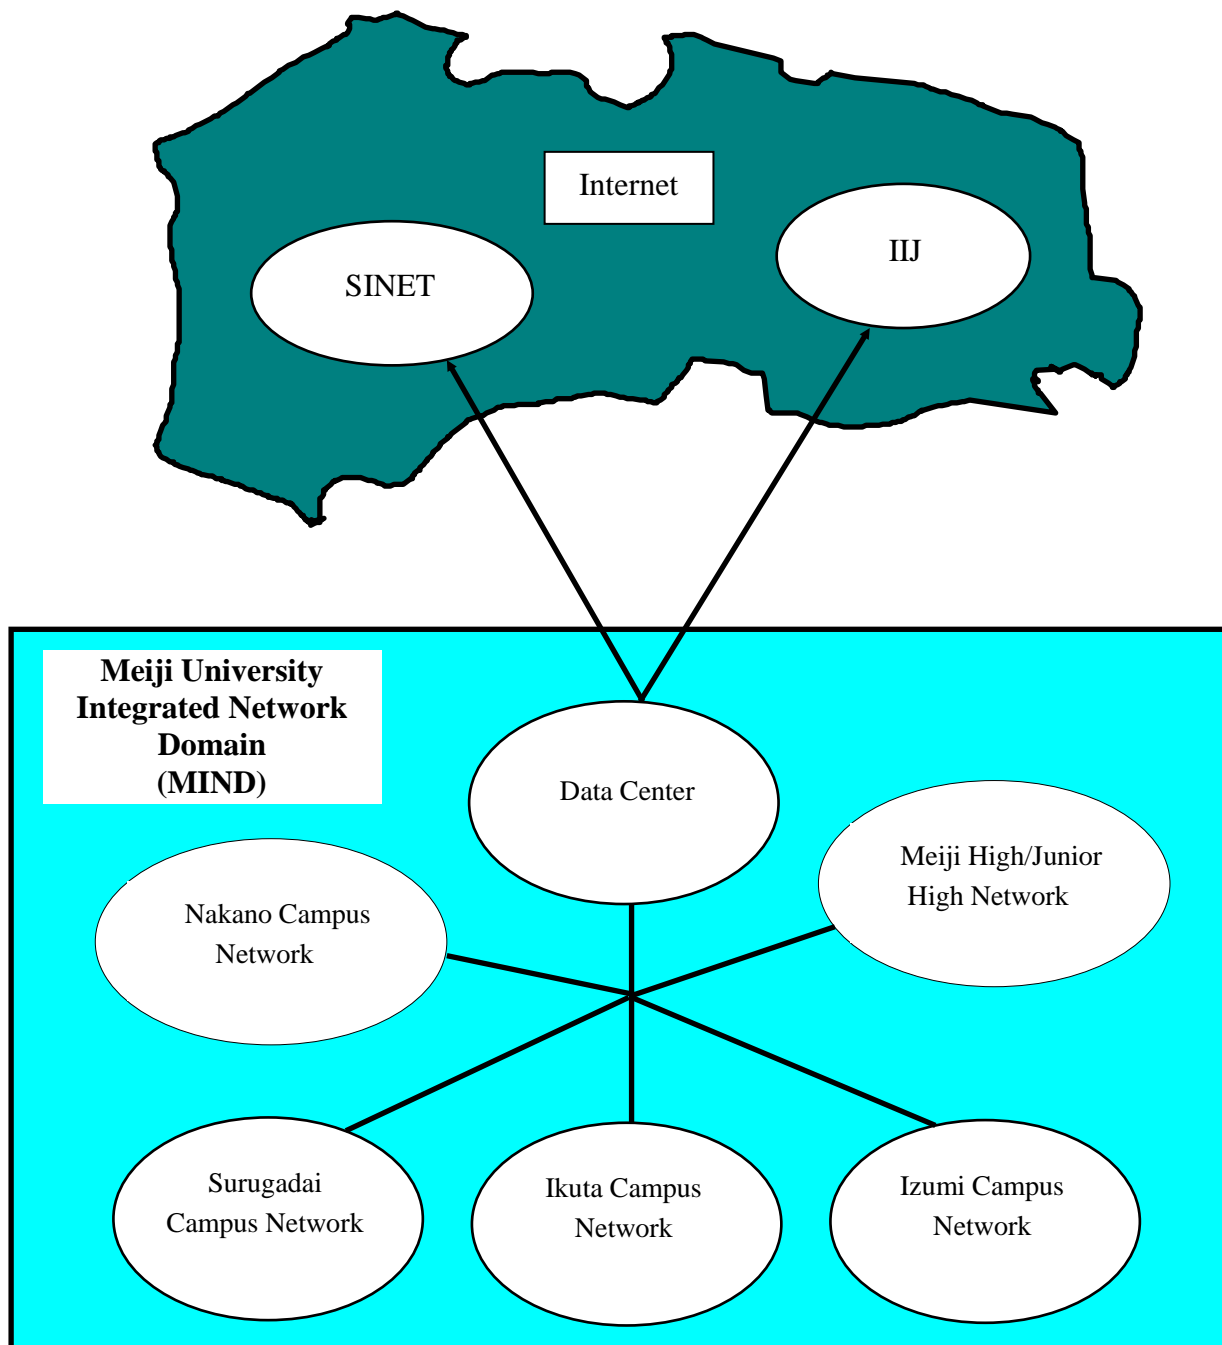 Internet
IIJ
SINET
Meiji University
Integrated Network
Domain
(MIND)
Data Center
Meiji High/Junior
High Network
Nakano Campus
Network
Surugadai
Campus Network
Ikuta Campus
Network
Izumi Campus
Network